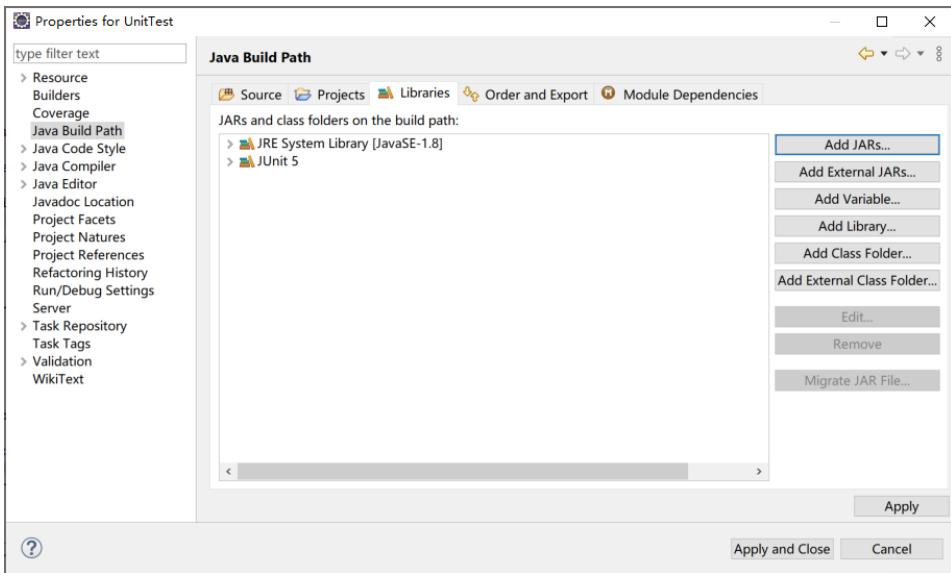 Properties for UnitTest
type filter text
Resource
Builders
Coverage
Java Build Path
Java Code Style
Java Compiler
Java Editor
Javadoc Location
Project Facets
Project Natures
Project References
Refactoring History
Run/Debug Settings
Server
Task Repository
Task Tags
Validation
WikiText
Java Build Path
Source Projects Libraries Order and Export Module Dependencies
JARs and class folders on the build path:
JRE System Library [JavaSE-1.8]
JUnit 5
Add JARs...
Add External JARs...
Add Variable...
Add Library...
Add Class Folder...
Add External Class Folder...
Edit...
Remove
Migrate JAR File...
Apply
Apply and Close Cancel